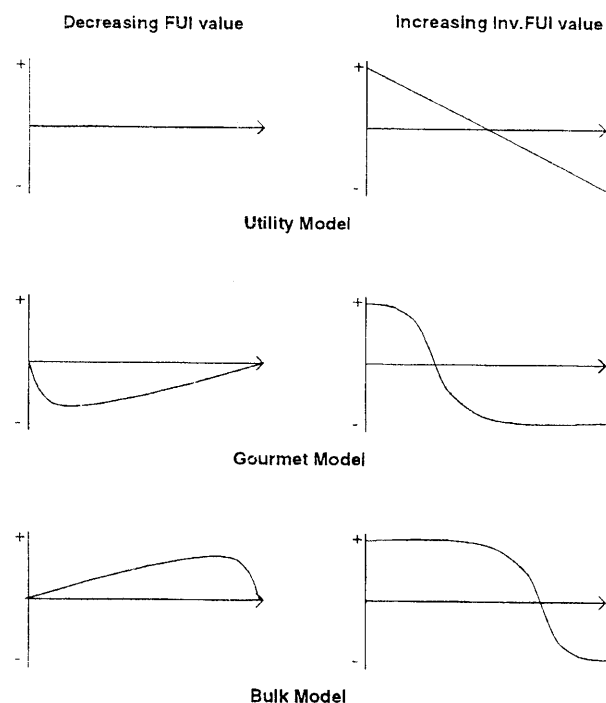 Decreasing FUI value
Increasing Inv.FUI value
+
-
+
-
Utility Model
+
-
+
-
Gourmet Model
+
-
+
-
Bulk Model